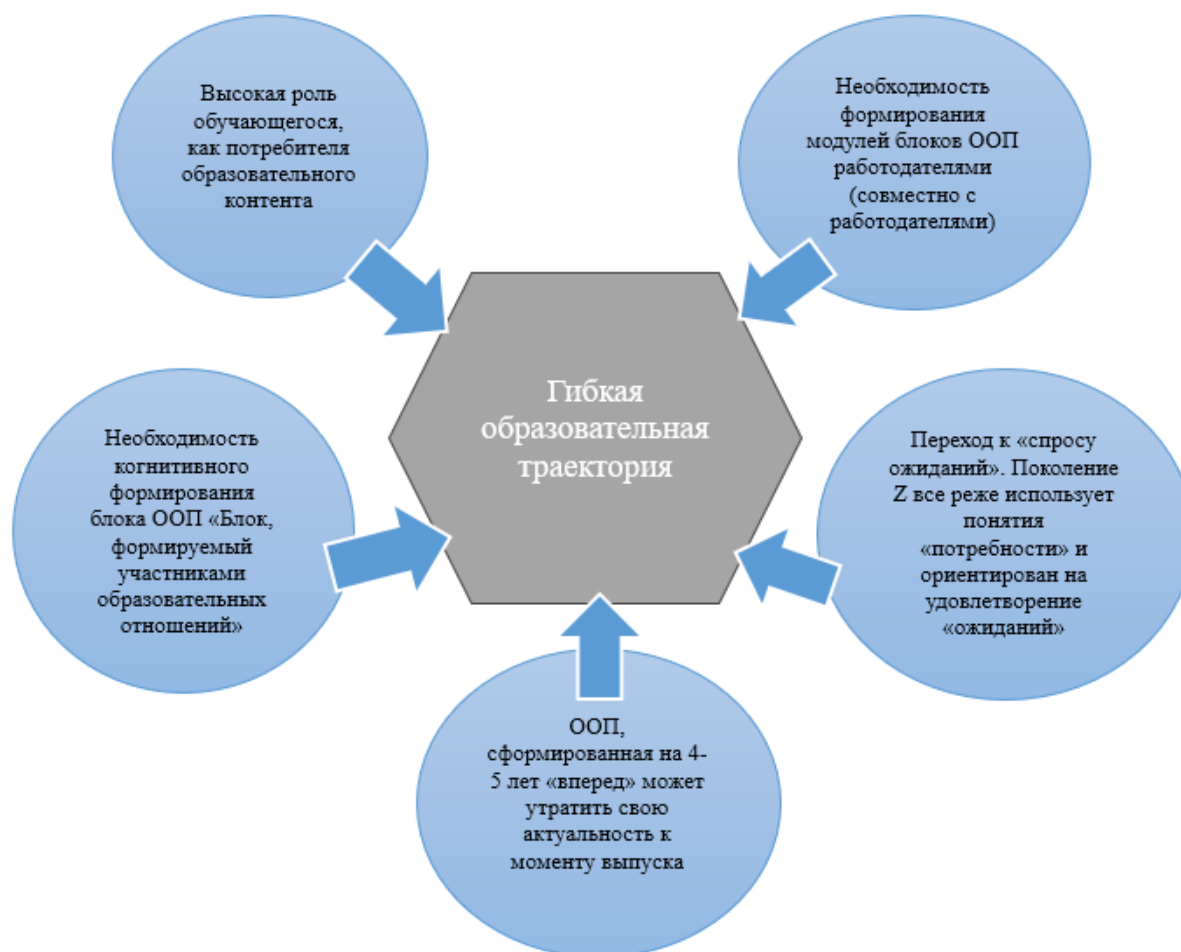 Высокая роль
обучающегося,
как потребителя
образовательного
контента
Необходимость
формирования
модулей блоков ООП
работодателями
(совместно с
работодателями)
Гибкая
образовательная
траектория
Необходимость
когнитивного
формирования
блока ООП «Блок,
формируемый
участниками
образовательных
отношений»
Переход к «спросу
ожиданий». Поколение
Z все реже использует
понятия
«потребности» и
ориентирован на
удовлетворение
«ожиданий»
ООП,
сформированная на 4-
5 лет «вперед» может
утратить свою
актуальность к
моменту выпуска